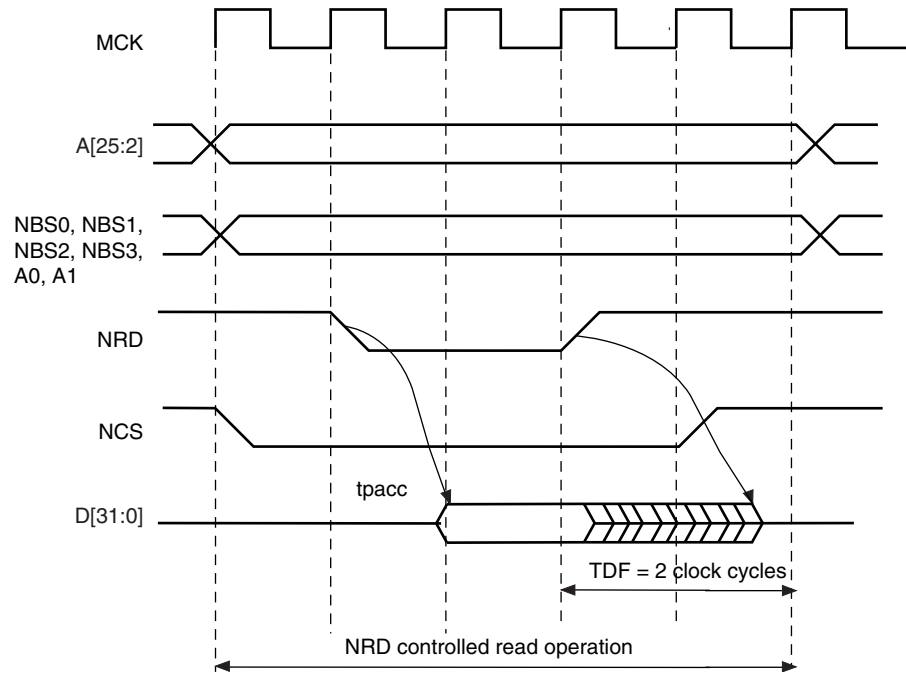 MCK
A[25:2]
NBS0, NBS1,
NBS2, NBS3,
A0, A1
NRD
NCS
tpacc
D[31:0]
TDF = 2 clock cycles
NRD controlled read operation